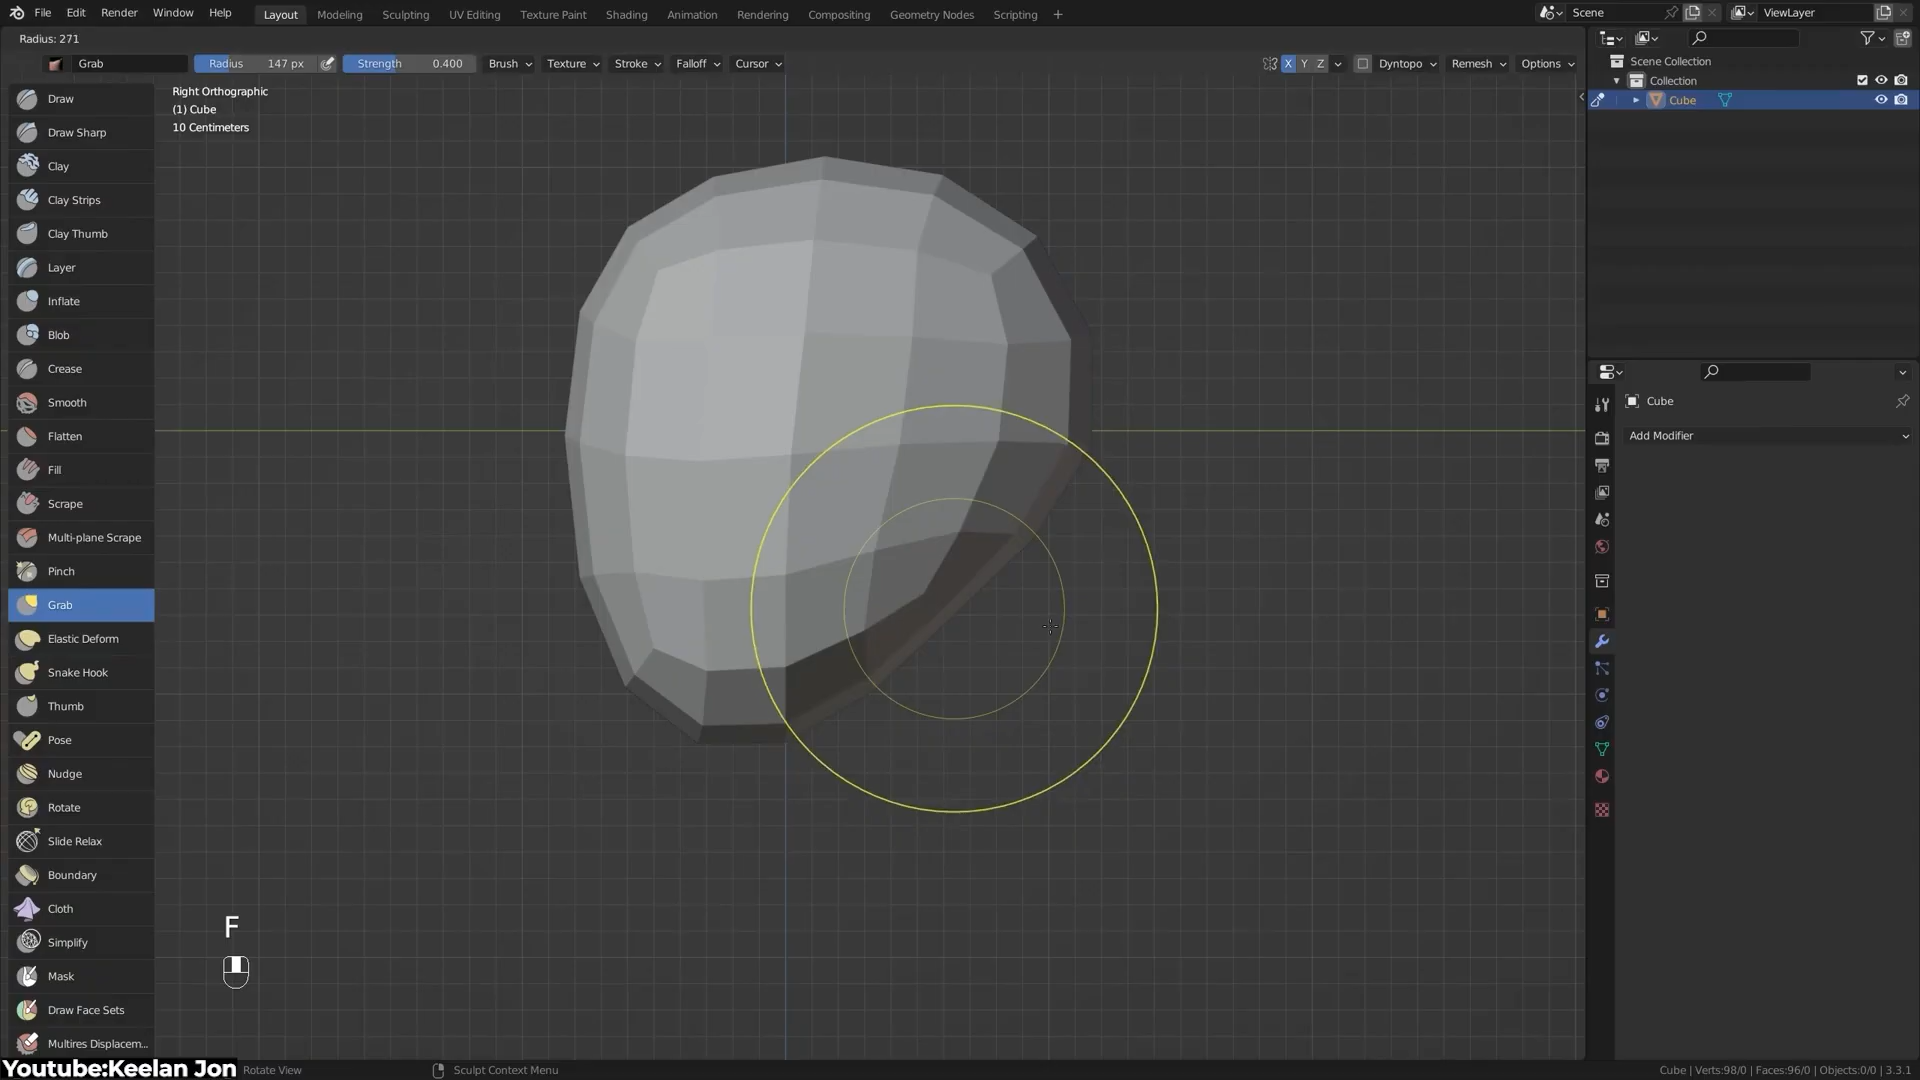 File Edit Render Window Help Layout Modeling Sculpting UV Editing Texture Paint Shading Animation Rendering Compositing Geometry Nodes Scripting + Scene ViewLayer
Radius: 271
Grab Radius 147 px Strength 0.400 Brush Texture Stroke Falloff Cursor X Y Z Dyntopo Remesh Options
Scene Collection
Collection
Cube
Right Orthographic
(1) Cube
10 Centimeters
Draw
Draw Sharp
Clay
Clay Strips
Clay Thumb
Layer
Inflate
Blob
Crease
Smooth
Flatten
Fill
Scrape
Multi-plane Scrape
Pinch
Grab
Elastic Deform
Snake Hook
Thumb
Pose
Nudge
Rotate
Slide Relax
Boundary
Cloth
Simplify
Mask
Draw Face Sets
Multires Displacem...
Cube
Add Modifier
F
Youtube:Keelan Jon
Rotate View
Sculpt Context Menu
Cube | Verts:98/0 | Faces:96/0 | Objects:0/0 | 3.3.1